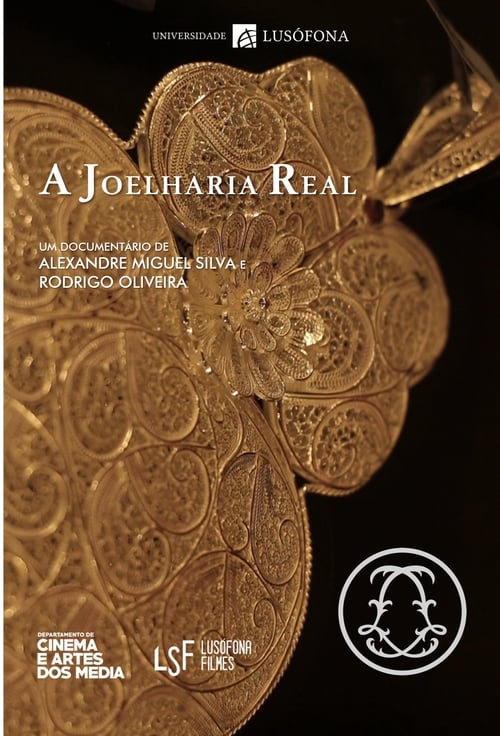 UNIVERSIDADE LUSÓFONA
A JOELHARIA REAL
UM DOCUMENTÁRIO DE
ALEXANDRE MIGUEL SILVA E
RODRIGO OLIVEIRA
DEPARTAMENTO DE
CINEMA
E ARTES
DOS MEDIA
LSF
LUSÓFONA
FILMES